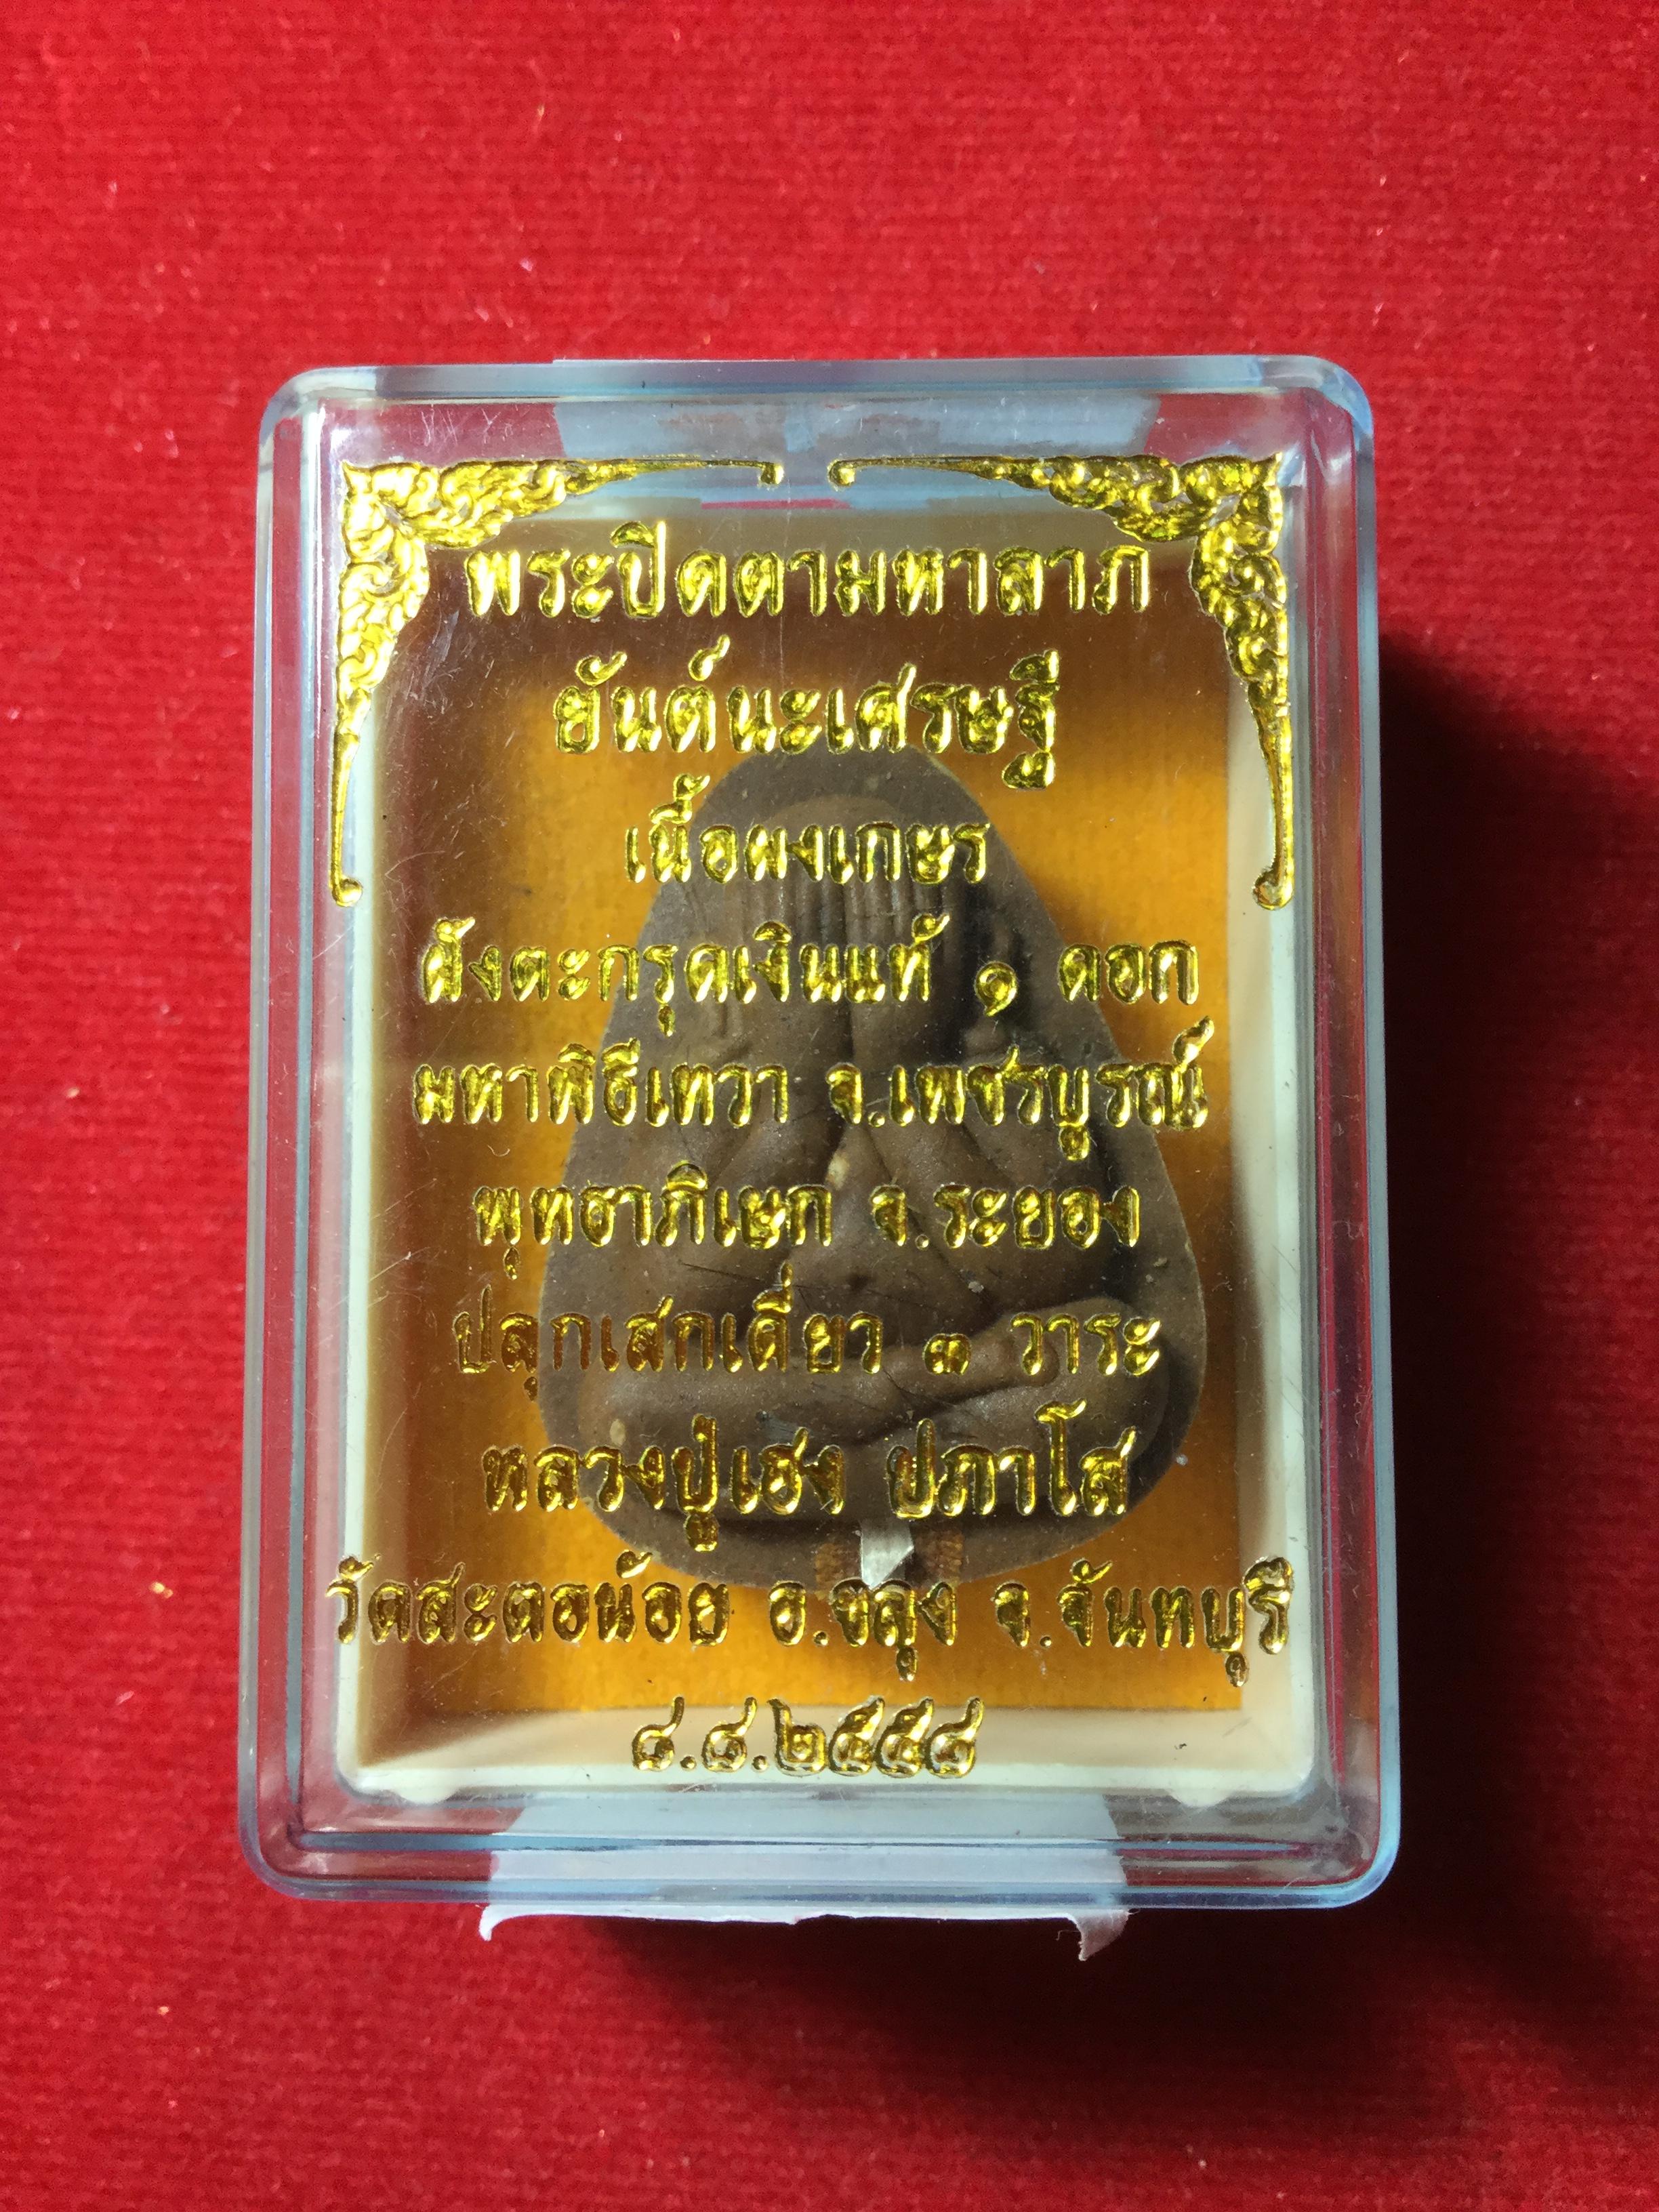 พระปิดตามหาลาภ
ยันต์นะเศรษฐี
เนื้อผงเกษร
ฝังตะกรุดเงินแท้ ๑ ดอก
มหาพิธีเทวา จ.เพชรบูรณ์
พุทธาภิเษก จ.ระยอง
ปลุกเสกเดี่ยว ๓ วาระ
หลวงปู่เฮง ปภาโส
วัดสะตอน้อย อ.ขลุง จ.จันทบุรี
๘.๘.๒๕๕๘